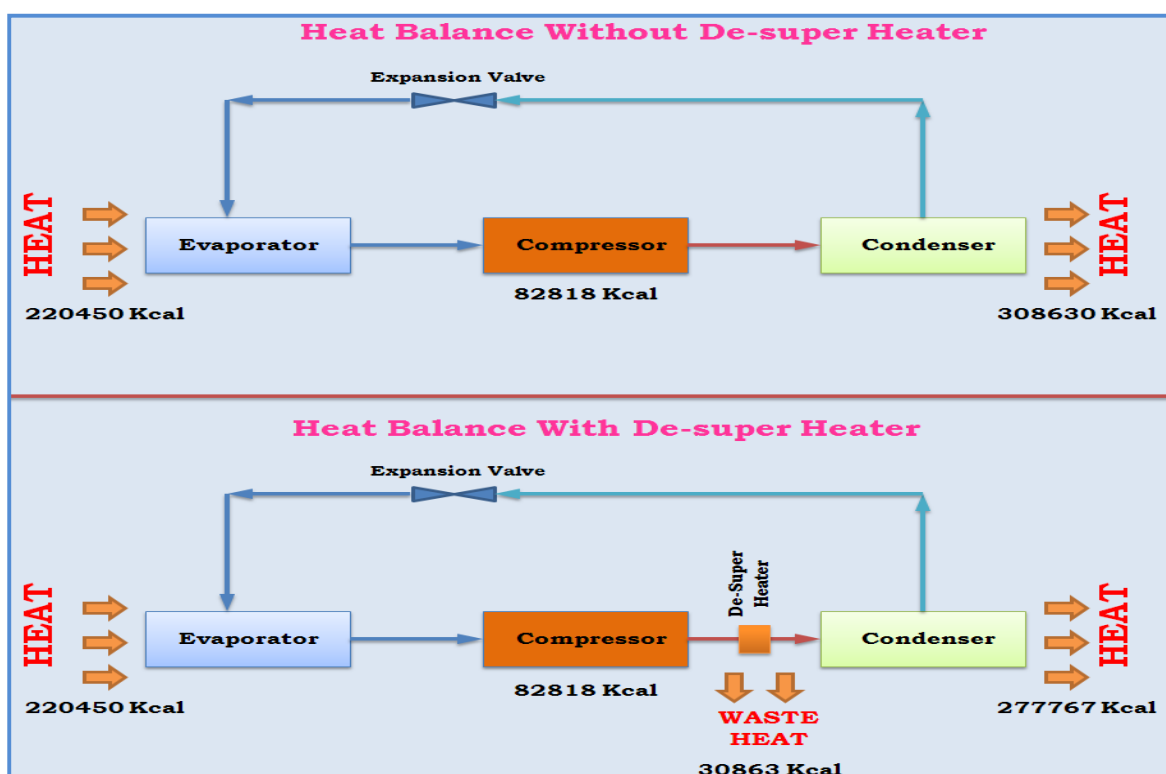 Heat Balance Without De-super Heater
Expansion Valve
HEAT
Evaporator
Compressor
Condenser
HEAT
220450 Kcal
82818 Kcal
308630 Kcal
Heat Balance With De-super Heater
Expansion Valve
HEAT
Evaporator
Compressor
De-Super
Heater
Condenser
HEAT
220450 Kcal
82818 Kcal
277767 Kcal
WASTE
HEAT
30863 Kcal